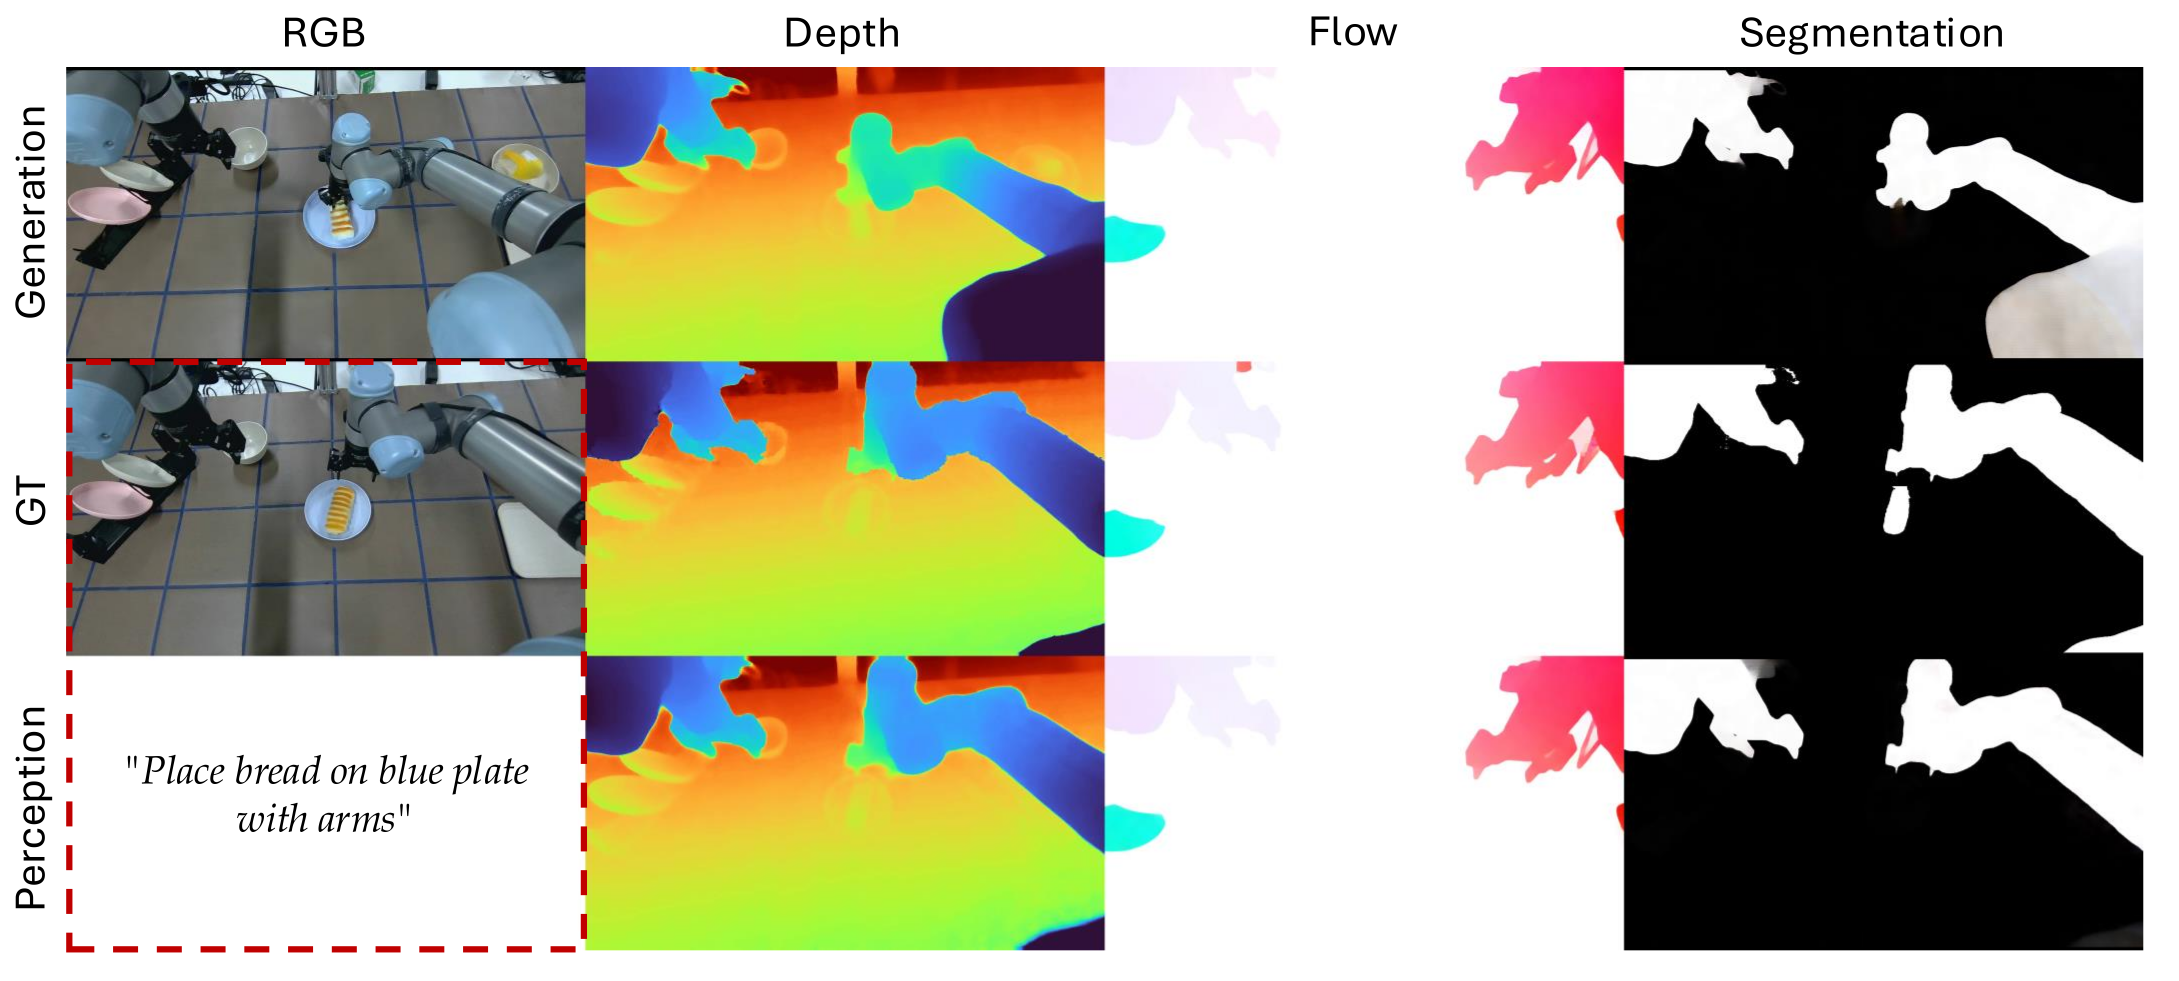 RGB
Depth
Flow
Segmentation
Generation
GT
Perception
"Place bread on blue plate
with arms"